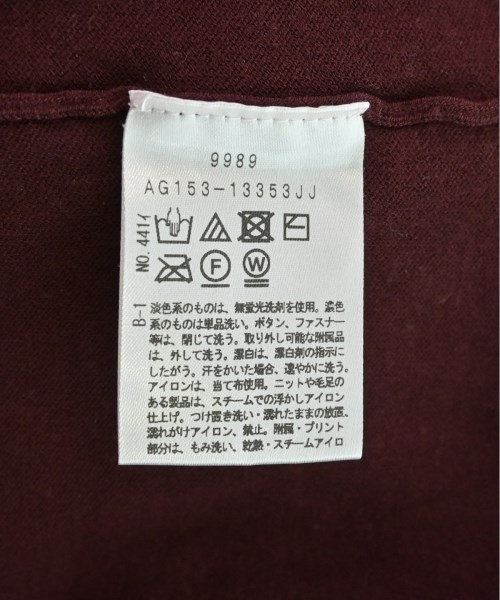 9989
AG153-13353JJ
NO.441イ
F
W
B-1
淡色系のものは、無蛍光洗剤を使用。濃色
系のものは単品洗い。ボタン、ファスナー
等は、閉じて洗う。取り外し可能な附属品
は、外して洗う。漂白は、漂白剤の指示に
したがう。汗をかいた場合、速やかに洗う。
アイロンは、当て布使用。ニットや毛足の
ある製品は、スチームでの浮かしアイロン
仕上げ。つけ置き洗い・濡れたままの放置、
濡れがけアイロン、禁止。附属・プリント
部分は、もみ洗い、乾熱・スチームアイロ